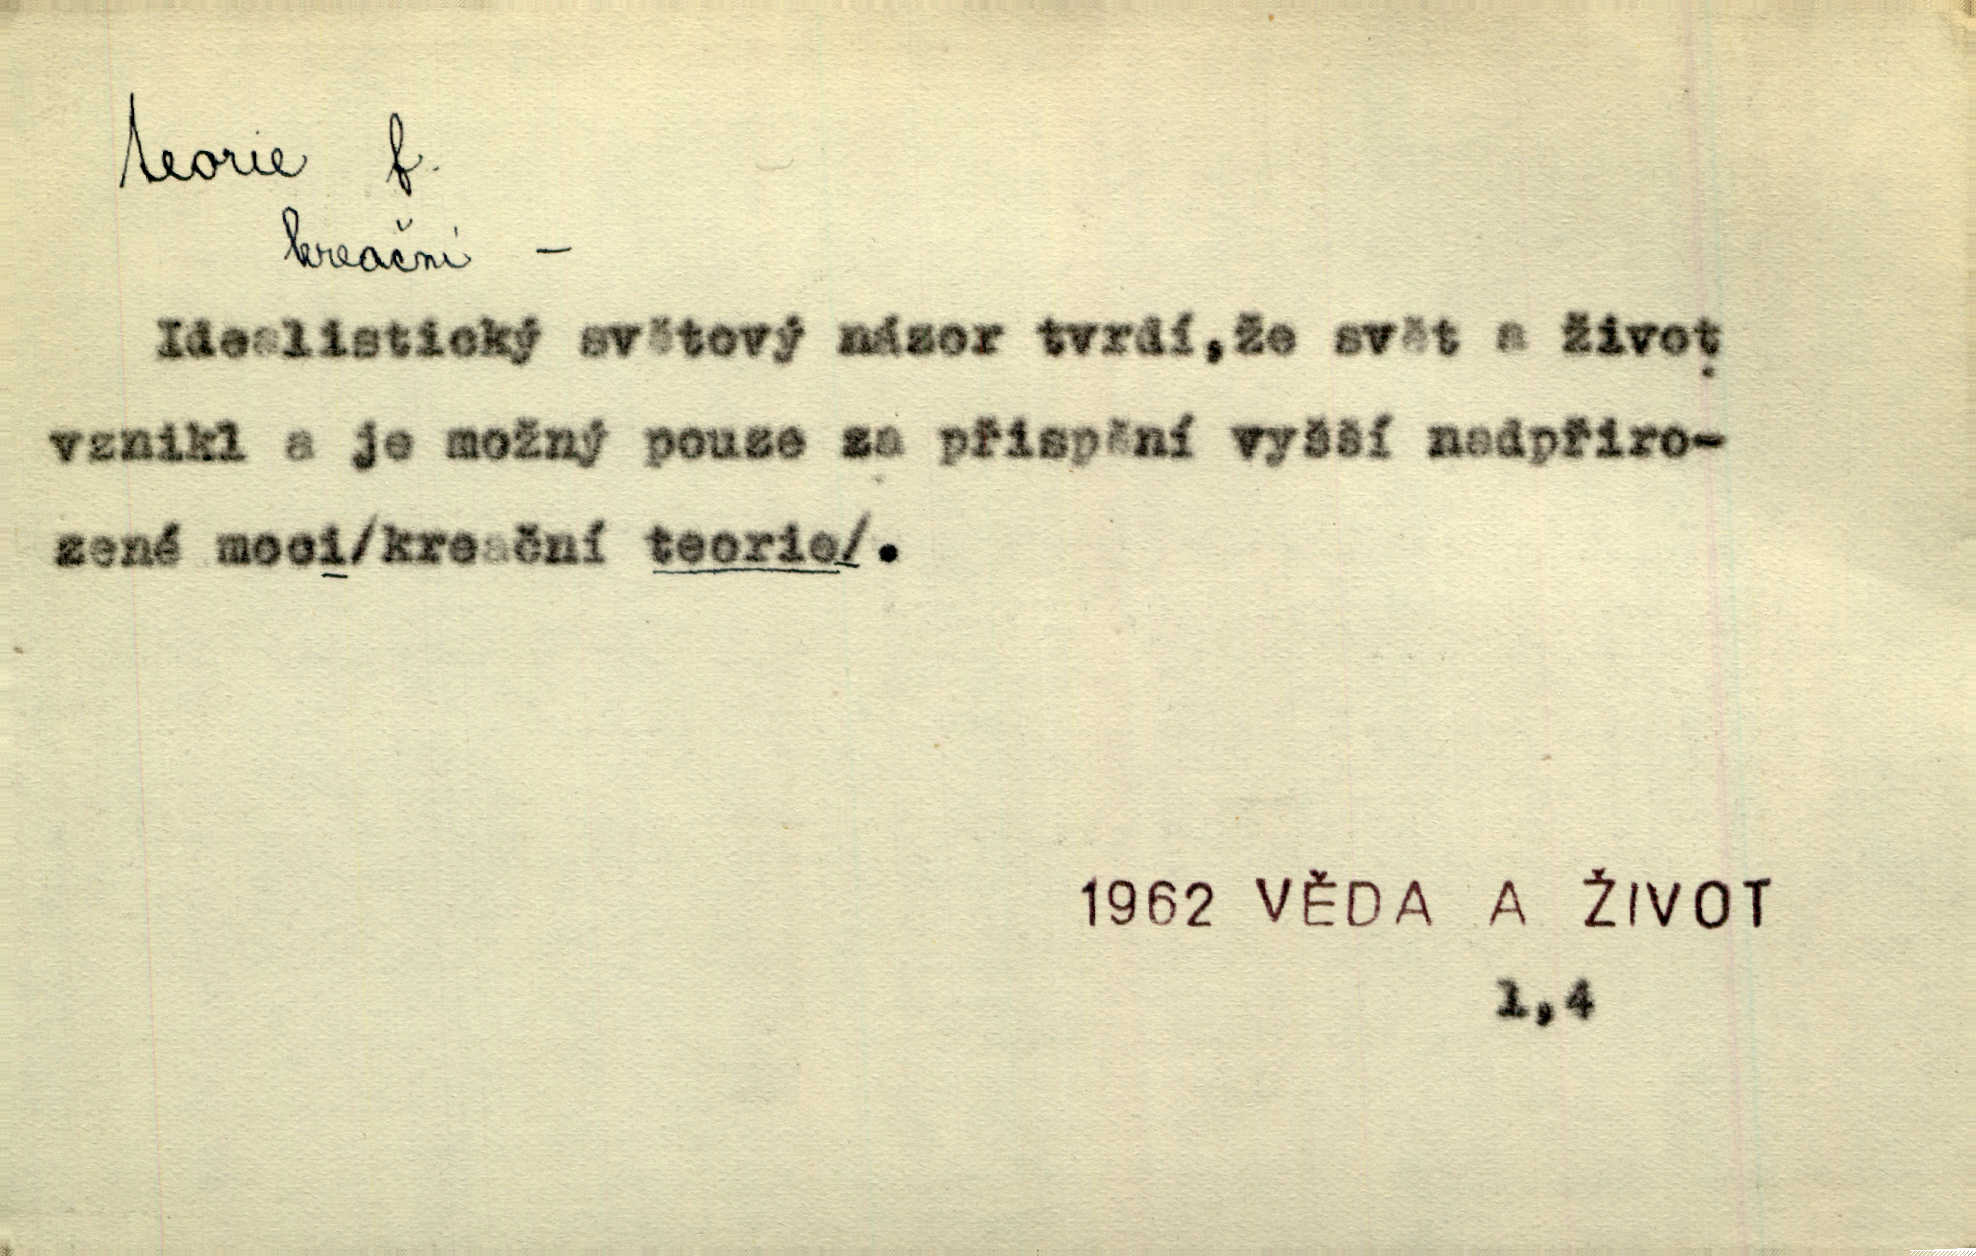 teorie f.
kreační –
Idealistický světový názor tvrdí,že svět a život
vznikl a je možný pouze za přispění vyšší nadpřiro-
zené moci/kreační teorie/.
1962 VĚDA A ŽIVOT
1,4